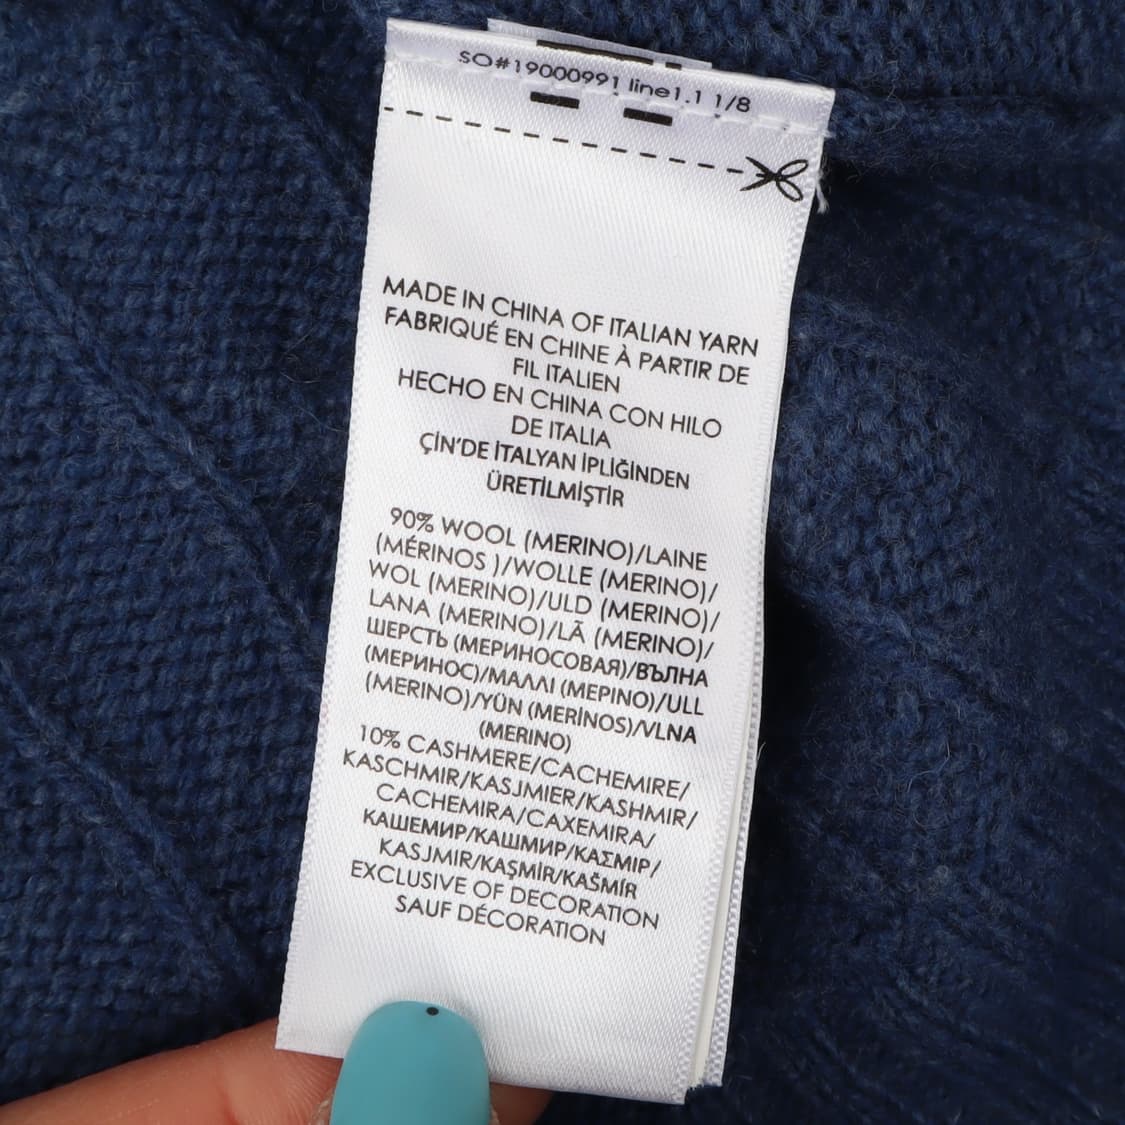 SO#19000991 line1.1 1/8
MADE IN CHINA OF ITALIAN YARN
FABRIQUÉ EN CHINE À PARTIR DE
FIL ITALIEN
HECHO EN CHINA CON HILO
DE ITALIA
ÇİN'DE İTALYAN İPLİĞİNDEN
ÜRETİLMİŞTİR
90% WOOL (MERINO)/LAINE
(MÉRINOS )/WOLLE (MERINO)/
WOL (MERINO)/ULD (MERINO)/
LANA (MERINO)/LÃ (MERINO)/
ШЕРСТЬ (МЕРИНОСОВАЯ)/ВЪЛНА
(МЕРИНОС)/ΜΑΛΛΙ (ΜΕΡΙΝΟ)/ULL
(MERINO)/YÜN (MERİNOS)/VLNA
(MERINO)
10% CASHMERE/CACHEMIRE/
KASCHMIR/KASJMIER/KASHMIR/
CACHEMIRA/CAXEMIRA/
КАШЕМИР/КАШМИР/ΚΑΣΜΙΡ/
KASJMIR/KAŞMİR/KAŠMÍR
EXCLUSIVE OF DECORATION
SAUF DÉCORATION